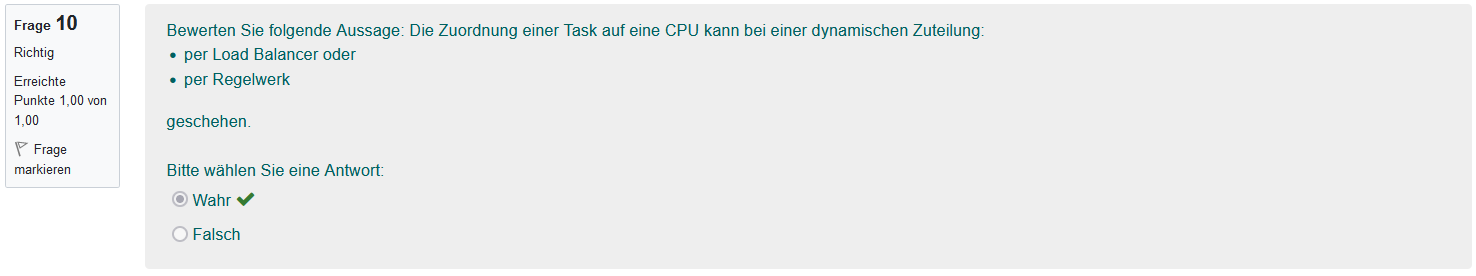 Frage 10
Richtig
Erreichte
Punkte 1,00 von
1,00
Frage
markieren
Bewerten Sie folgende Aussage: Die Zuordnung einer Task auf eine CPU kann bei einer dynamischen Zuteilung:
• per Load Balancer oder
• per Regelwerk
geschehen.
Bitte wählen Sie eine Antwort:
Wahr
Falsch